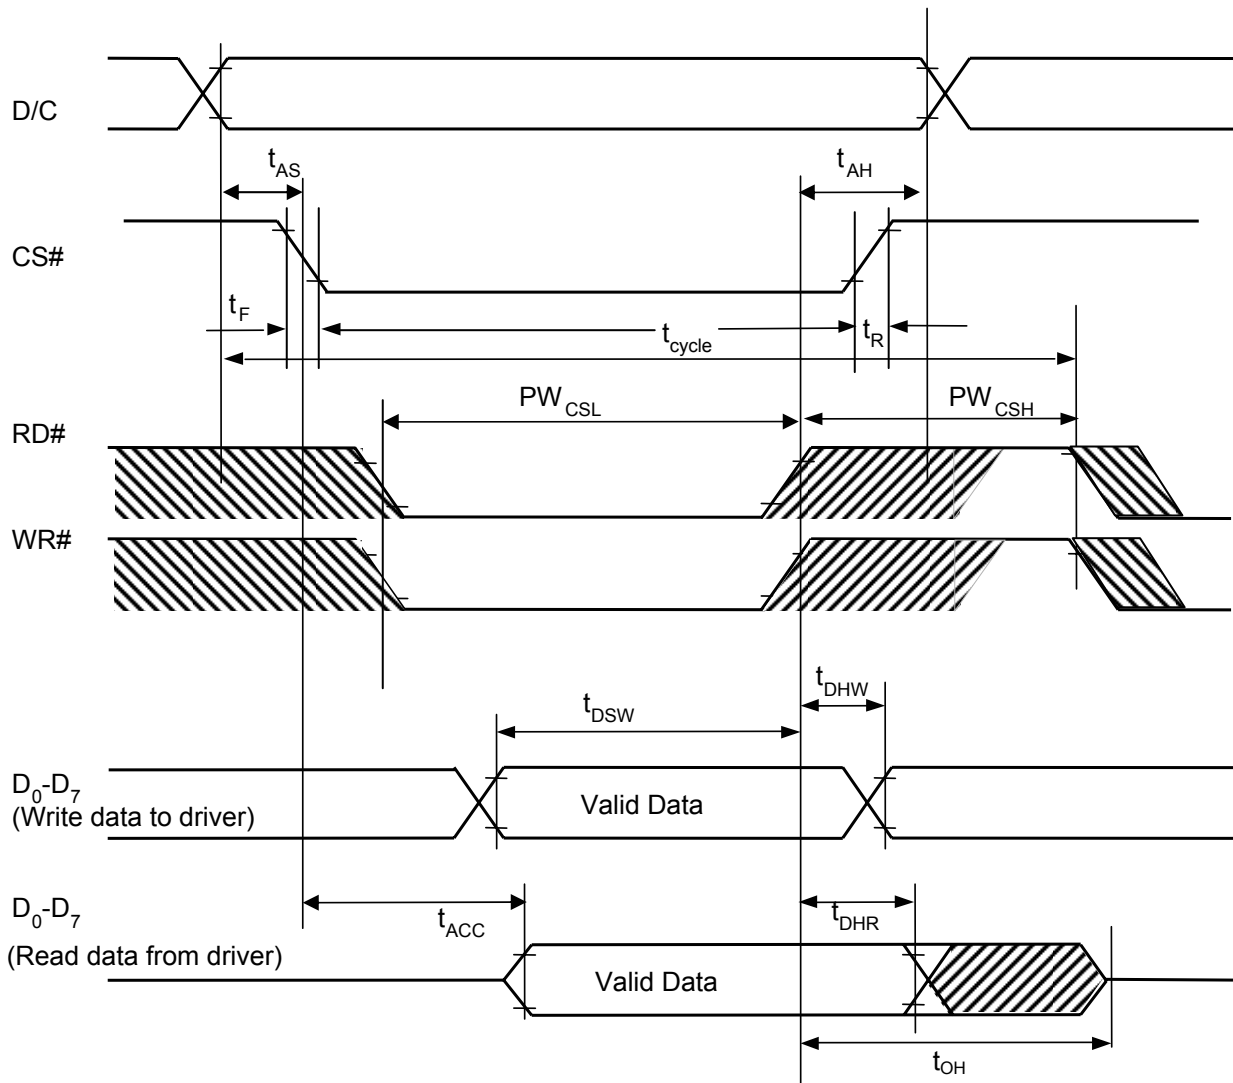 D/C
tAS
tAH
CS#
tF
tcycle
tR
PWCSL
PWCSH
RD#
WR#
tDHW
tDSW
D0-D7
(Write data to driver)
Valid Data
D0-D7
tACC
tDHR
(Read data from driver)
Valid Data
tOH